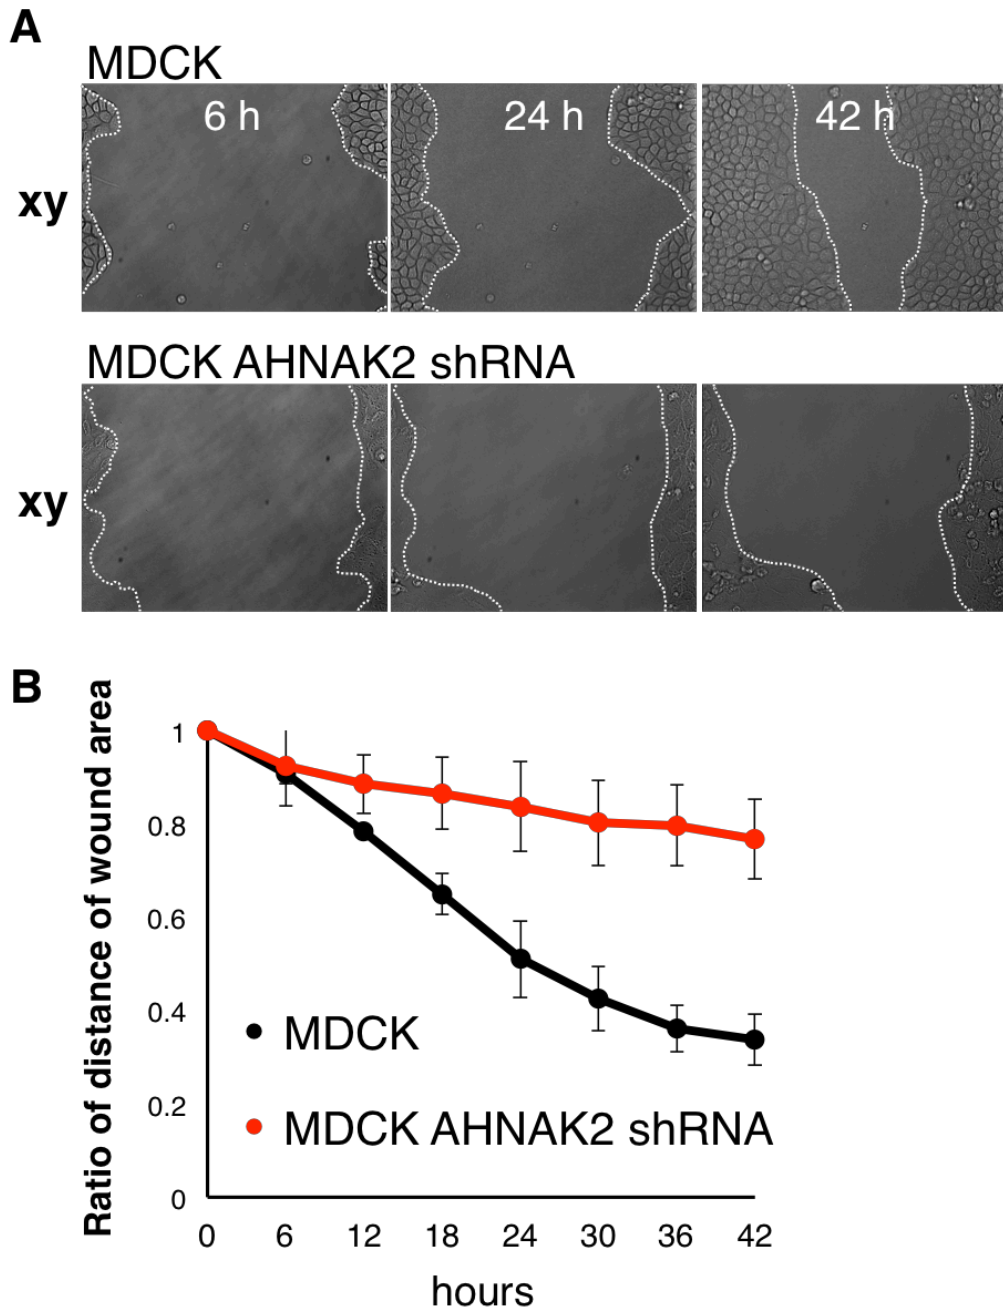 A
MDCK
6 h
24 h
42 h
xy
MDCK AHNAK2 shRNA
xy
B
Ratio of distance of wound area
1
0.8
0.6
0.4
0.2
0
MDCK
MDCK AHNAK2 shRNA
0 6 12 18 24 30 36 42
hours